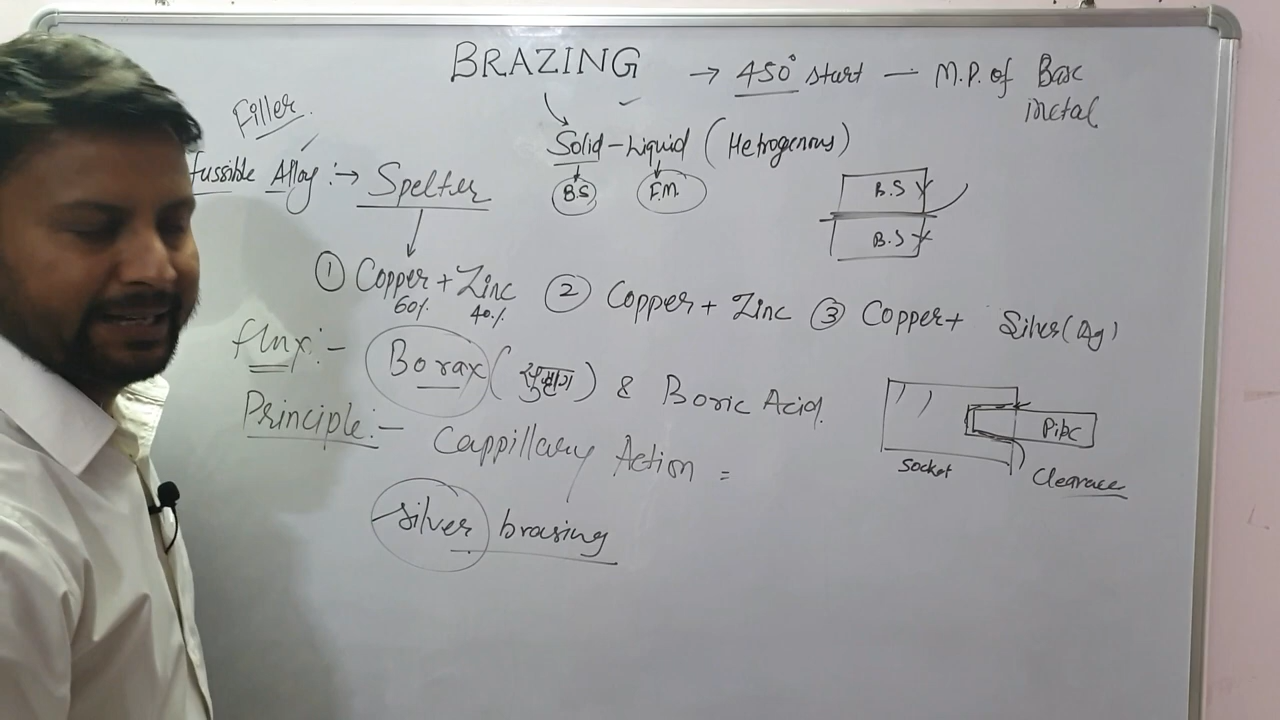 BRAZING → 450° start — M.P. of Base metal
Filler.
Solid-Liquid (Hetrogenous)
B.S F.M.
fussible Alloy :→ Spelter
B.S
B.S
① Copper + Zinc ② Copper + Zinc ③ Copper + Silver (Ag)
60% 40%
flux :- Borax (सुहाग) & Boric Acid.
Principle :- Cappillary Action =
Pipe
Socket
Clearace
Silver brasing